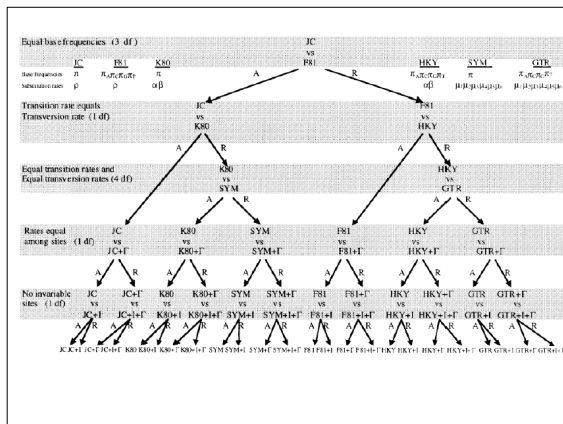 Equal base frequencies (3 df)
JC
vs
F81
JC F81 K80 HKY SYM GTR
Base frequencies π πAπCπGπT π πAπCπGπT π πAπCπGπT
Substitution rates ρ ρ αβ αβ μ1μ2μ3μ4μ5μ6 μ1μ2μ3μ4μ5μ6
A R
Transition rate equals
Transversion rate (1 df)
JC F81
vs vs
K80 HKY
A R A R
Equal transition rates and
Equal transversion rates (4 df)
K80 HKY
vs vs
SYM GTR
A R A R
Rates equal
among sites (1 df)
JC K80 SYM F81 HKY GTR
vs vs vs vs vs vs
JC+Γ K80+Γ SYM+Γ F81+Γ HKY+Γ GTR+Γ
A R A R A R A R A R A R
No invariable
sites (1 df)
JC JC+Γ K80 K80+Γ SYM SYM+Γ F81 F81+Γ HKY HKY+Γ GTR GTR+Γ
vs vs vs vs vs vs vs vs vs vs vs vs
JC+I JC+I+Γ K80+I K80+I+Γ SYM+I SYM+I+Γ F81+I F81+I+Γ HKY+I HKY+I+Γ GTR+I GTR+I+Γ
A R A R A R A R A R A R A R A R A R A R A R A R
JC JC+I JC+Γ JC+I+Γ K80 K80+I K80+Γ K80+I+Γ SYM SYM+I SYM+Γ SYM+I+Γ F81 F81+I F81+Γ F81+I+Γ HKY HKY+I HKY+Γ HKY+I+Γ GTR GTR+I GTR+Γ GTR+I+Γ